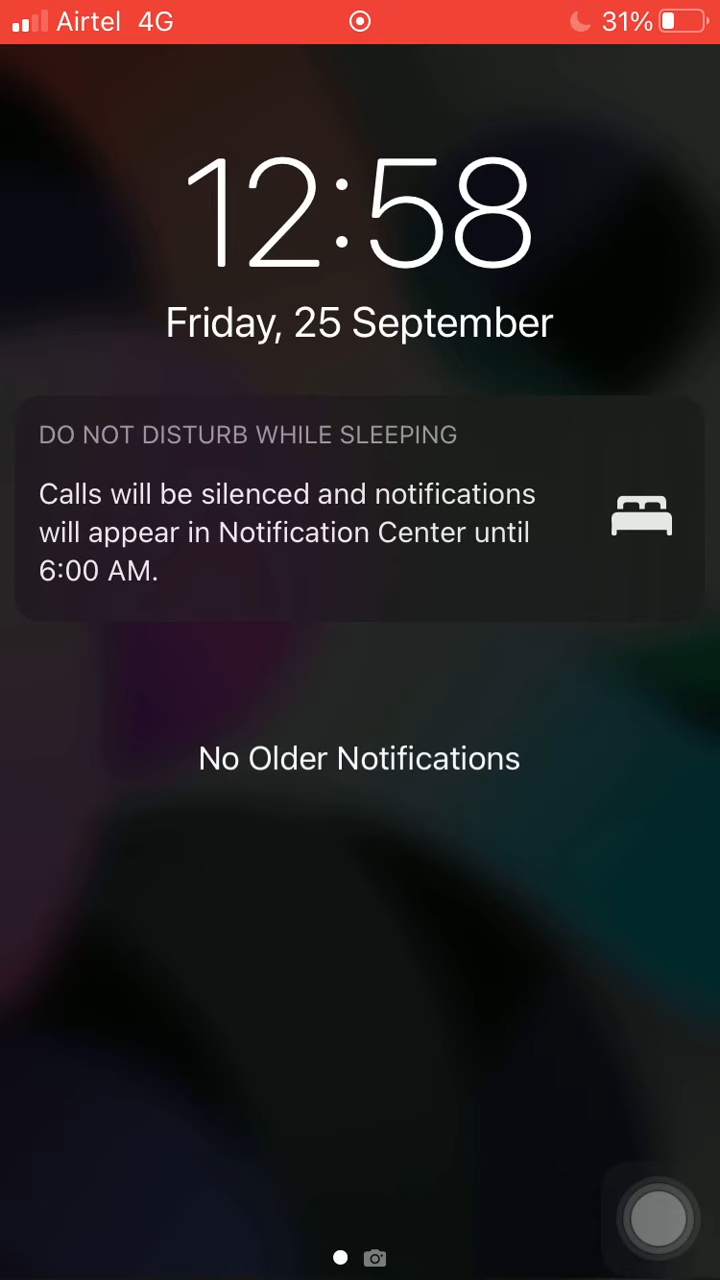 Airtel 4G 31%
12:58
Friday, 25 September
DO NOT DISTURB WHILE SLEEPING
Calls will be silenced and notifications
will appear in Notification Center until
6:00 AM.
No Older Notifications